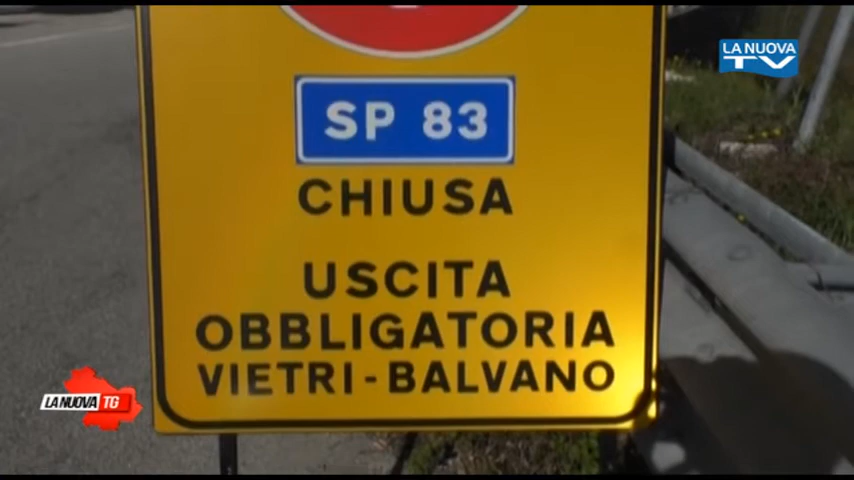 LA NUOVA
TV
SP 83
CHIUSA
USCITA
OBBLIGATORIA
VIETRI-BALVANO
LA NUOVA TG